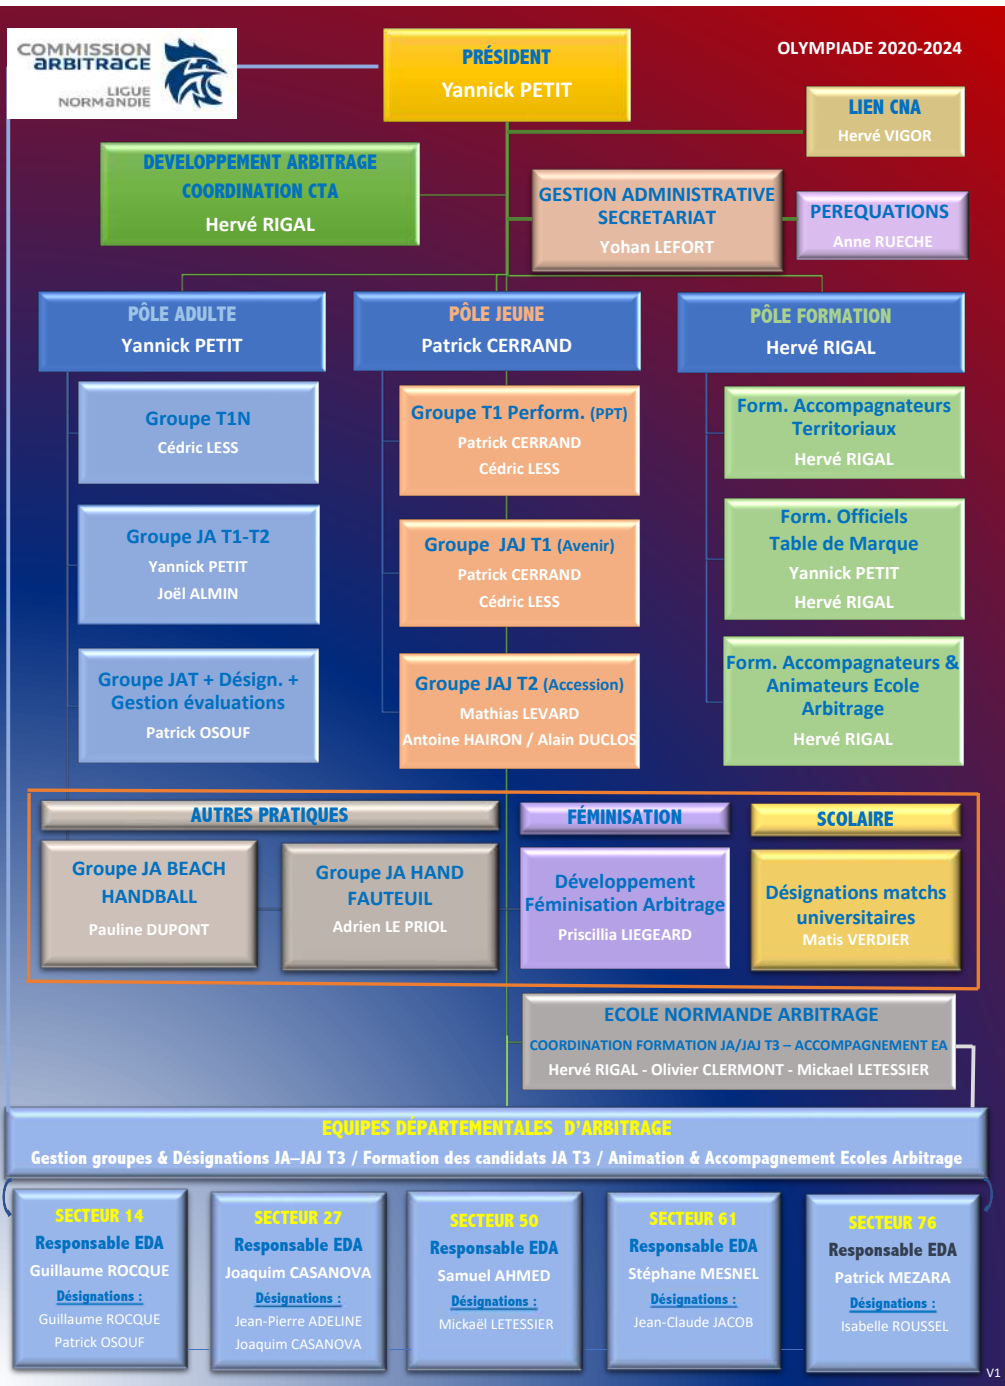 COMMISSION
ARBITRAGE
LIGUE
NORMANDIE
PRÉSIDENT
Yannick PETIT
OLYMPIADE 2020-2024
LIEN CNA
Hervé VIGOR
DEVELOPPEMENT ARBITRAGE
COORDINATION CTA
Hervé RIGAL
GESTION ADMINISTRATIVE
SECRETARIAT
Yohan LEFORT
PEREQUATIONS
Anne RUECHE
PÔLE ADULTE
Yannick PETIT
PÔLE JEUNE
Patrick CERRAND
PÔLE FORMATION
Hervé RIGAL
Groupe T1N
Cédric LESS
Groupe JA T1-T2
Yannick PETIT
Joël ALMIN
Groupe JAT + Désign. +
Gestion évaluations
Patrick OSOUF
Groupe T1 Perform. (PPT)
Patrick CERRAND
Cédric LESS
Groupe JAJ T1 (Avenir)
Patrick CERRAND
Cédric LESS
Groupe JAJ T2 (Accession)
Mathias LEVARD
Antoine HAIRON / Alain DUCLOS
Form. Accompagnateurs
Territoriaux
Hervé RIGAL
Form. Officiels
Table de Marque
Yannick PETIT
Hervé RIGAL
Form. Accompagnateurs &
Animateurs Ecole
Arbitrage
Hervé RIGAL
AUTRES PRATIQUES
Groupe JA BEACH
HANDBALL
Pauline DUPONT
Groupe JA HAND
FAUTEUIL
Adrien LE PRIOL
FÉMINISATION
Développement
Féminisation Arbitrage
Priscillia LIEGEARD
SCOLAIRE
Désignations matchs
universitaires
Matis VERDIER
ECOLE NORMANDE ARBITRAGE
COORDINATION FORMATION JA/JAJ T3 – ACCOMPAGNEMENT EA
Hervé RIGAL - Olivier CLERMONT - Mickael LETESSIER
EQUIPES DÉPARTEMENTALES D'ARBITRAGE
Gestion groupes & Désignations JA–JAJ T3 / Formation des candidats JA T3 / Animation & Accompagnement Ecoles Arbitrage
SECTEUR 14
Responsable EDA
Guillaume ROCQUE
Désignations :
Guillaume ROCQUE
Patrick OSOUF
SECTEUR 27
Responsable EDA
Joaquim CASANOVA
Désignations :
Jean-Pierre ADELINE
Joaquim CASANOVA
SECTEUR 50
Responsable EDA
Samuel AHMED
Désignations :
Mickaël LETESSIER
SECTEUR 61
Responsable EDA
Stéphane MESNEL
Désignations :
Jean-Claude JACOB
SECTEUR 76
Responsable EDA
Patrick MEZARA
Désignations :
Isabelle ROUSSEL
V1